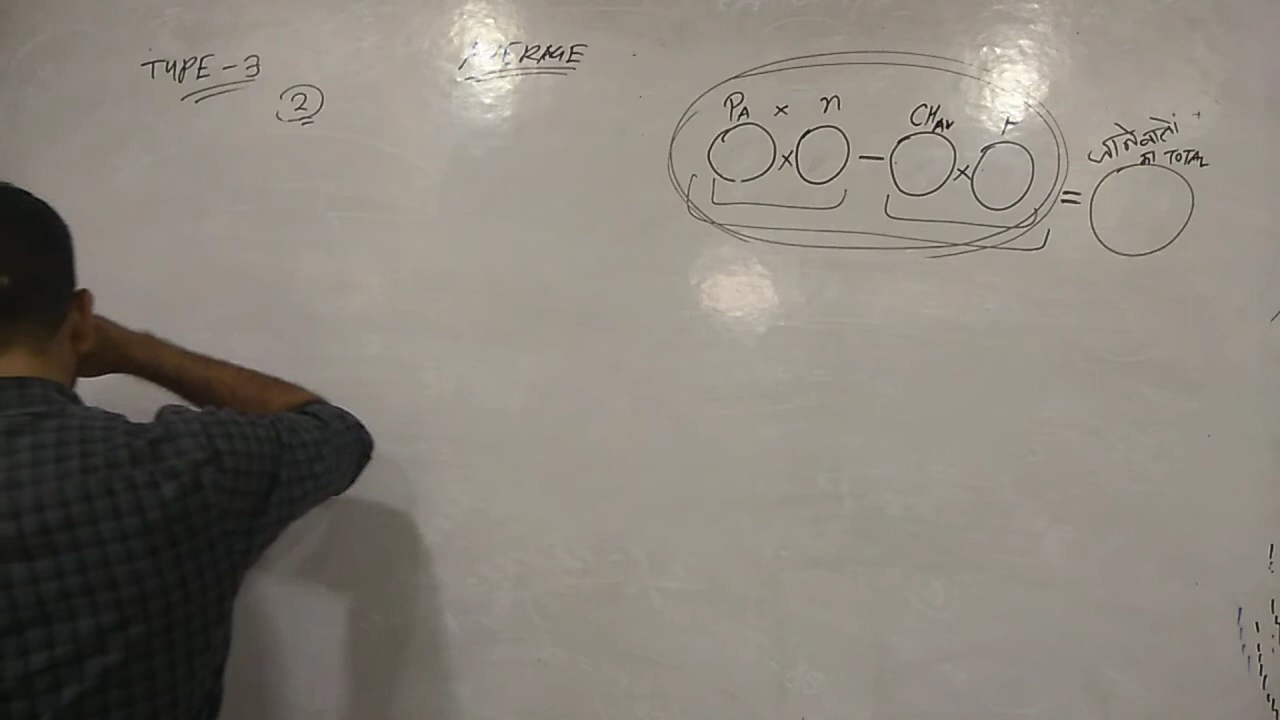 TYPE-3
②
AVERAGE
PA × n CHAV r
× - × =
जानेवालों
का TOTAL